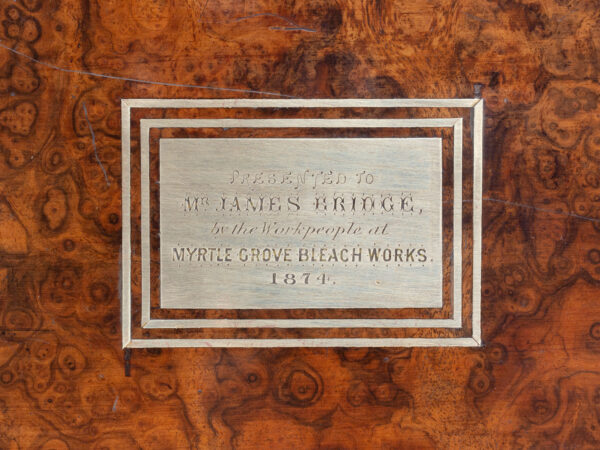 PRESENTED TO
Mr. JAMES BRIDGE,
by the Workpeople at
MYRTLE GROVE BLEACH WORKS.
1874.